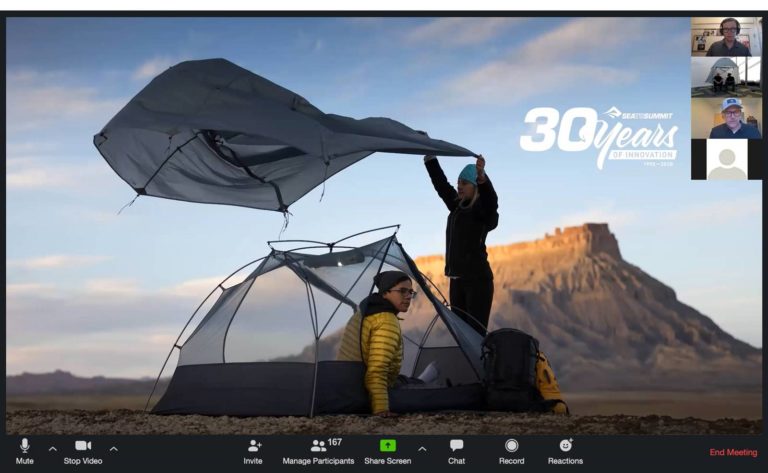 30 Years
SEA TO SUMMIT
OF INNOVATION
1990 - 2020
167
Mute
Stop Video
Invite
Manage Participants
Share Screen
Chat
Record
Reactions
End Meeting